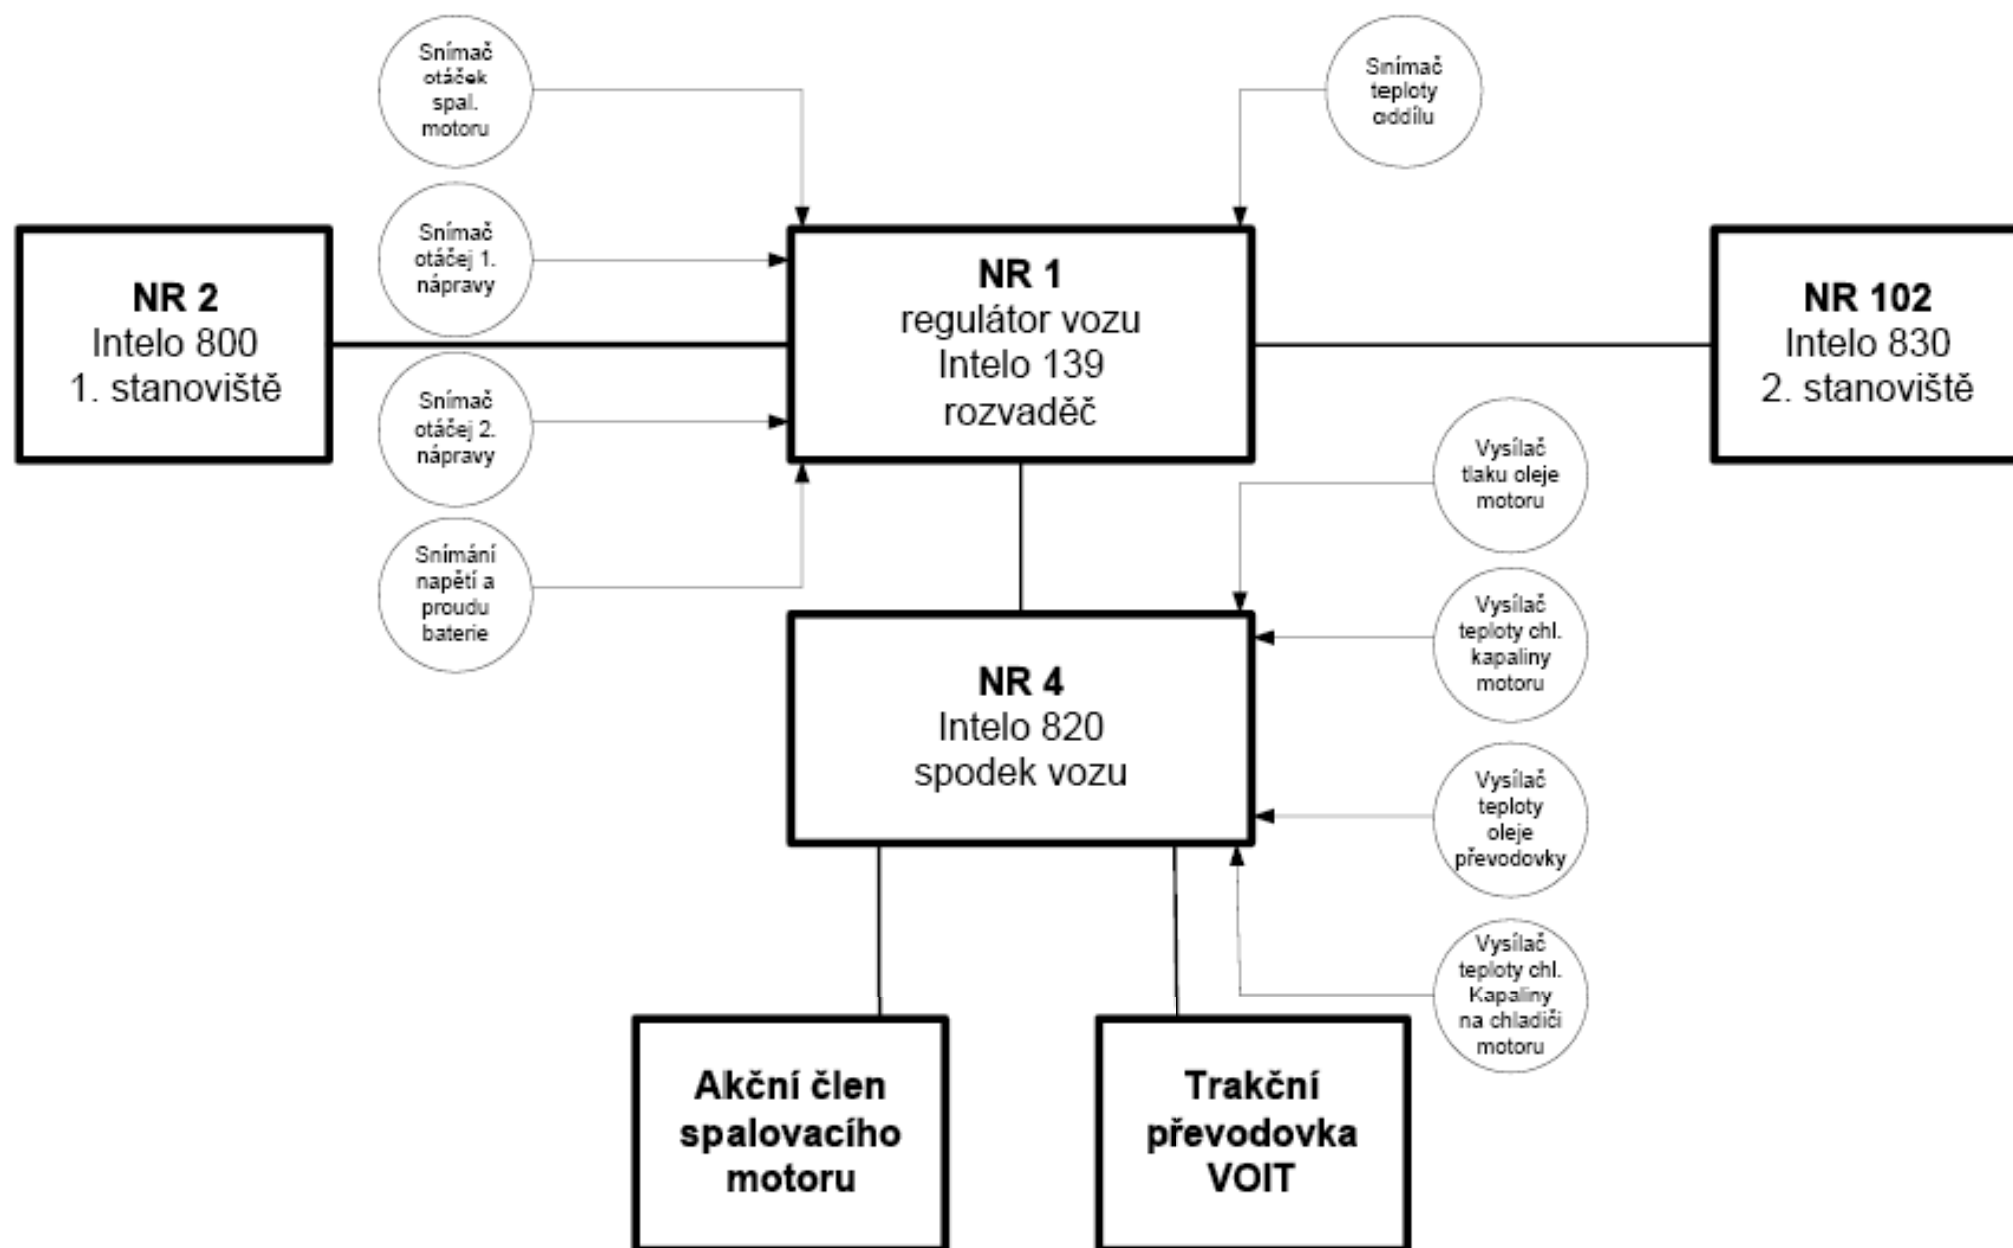 Snímač
otáček
spal.
motoru
Snímač
teploty
oddílu
Snímač
otáčej 1.
nápravy
NR 2
Intelo 800
1. stanoviště
NR 1
regulátor vozu
Intelo 139
rozvaděč
NR 102
Intelo 830
2. stanoviště
Snímač
otáčej 2.
nápravy
Snímání
napětí a
proudu
baterie
Vysílač
tlaku oleje
motoru
Vysílač
teploty chl.
kapaliny
motoru
NR 4
Intelo 820
spodek vozu
Vysílač
teploty
oleje
převodovky
Vysílač
teploty chl.
Kapaliny
na chladiči
motoru
Akční člen
spalovacího
motoru
Trakční
převodovka
VOIT